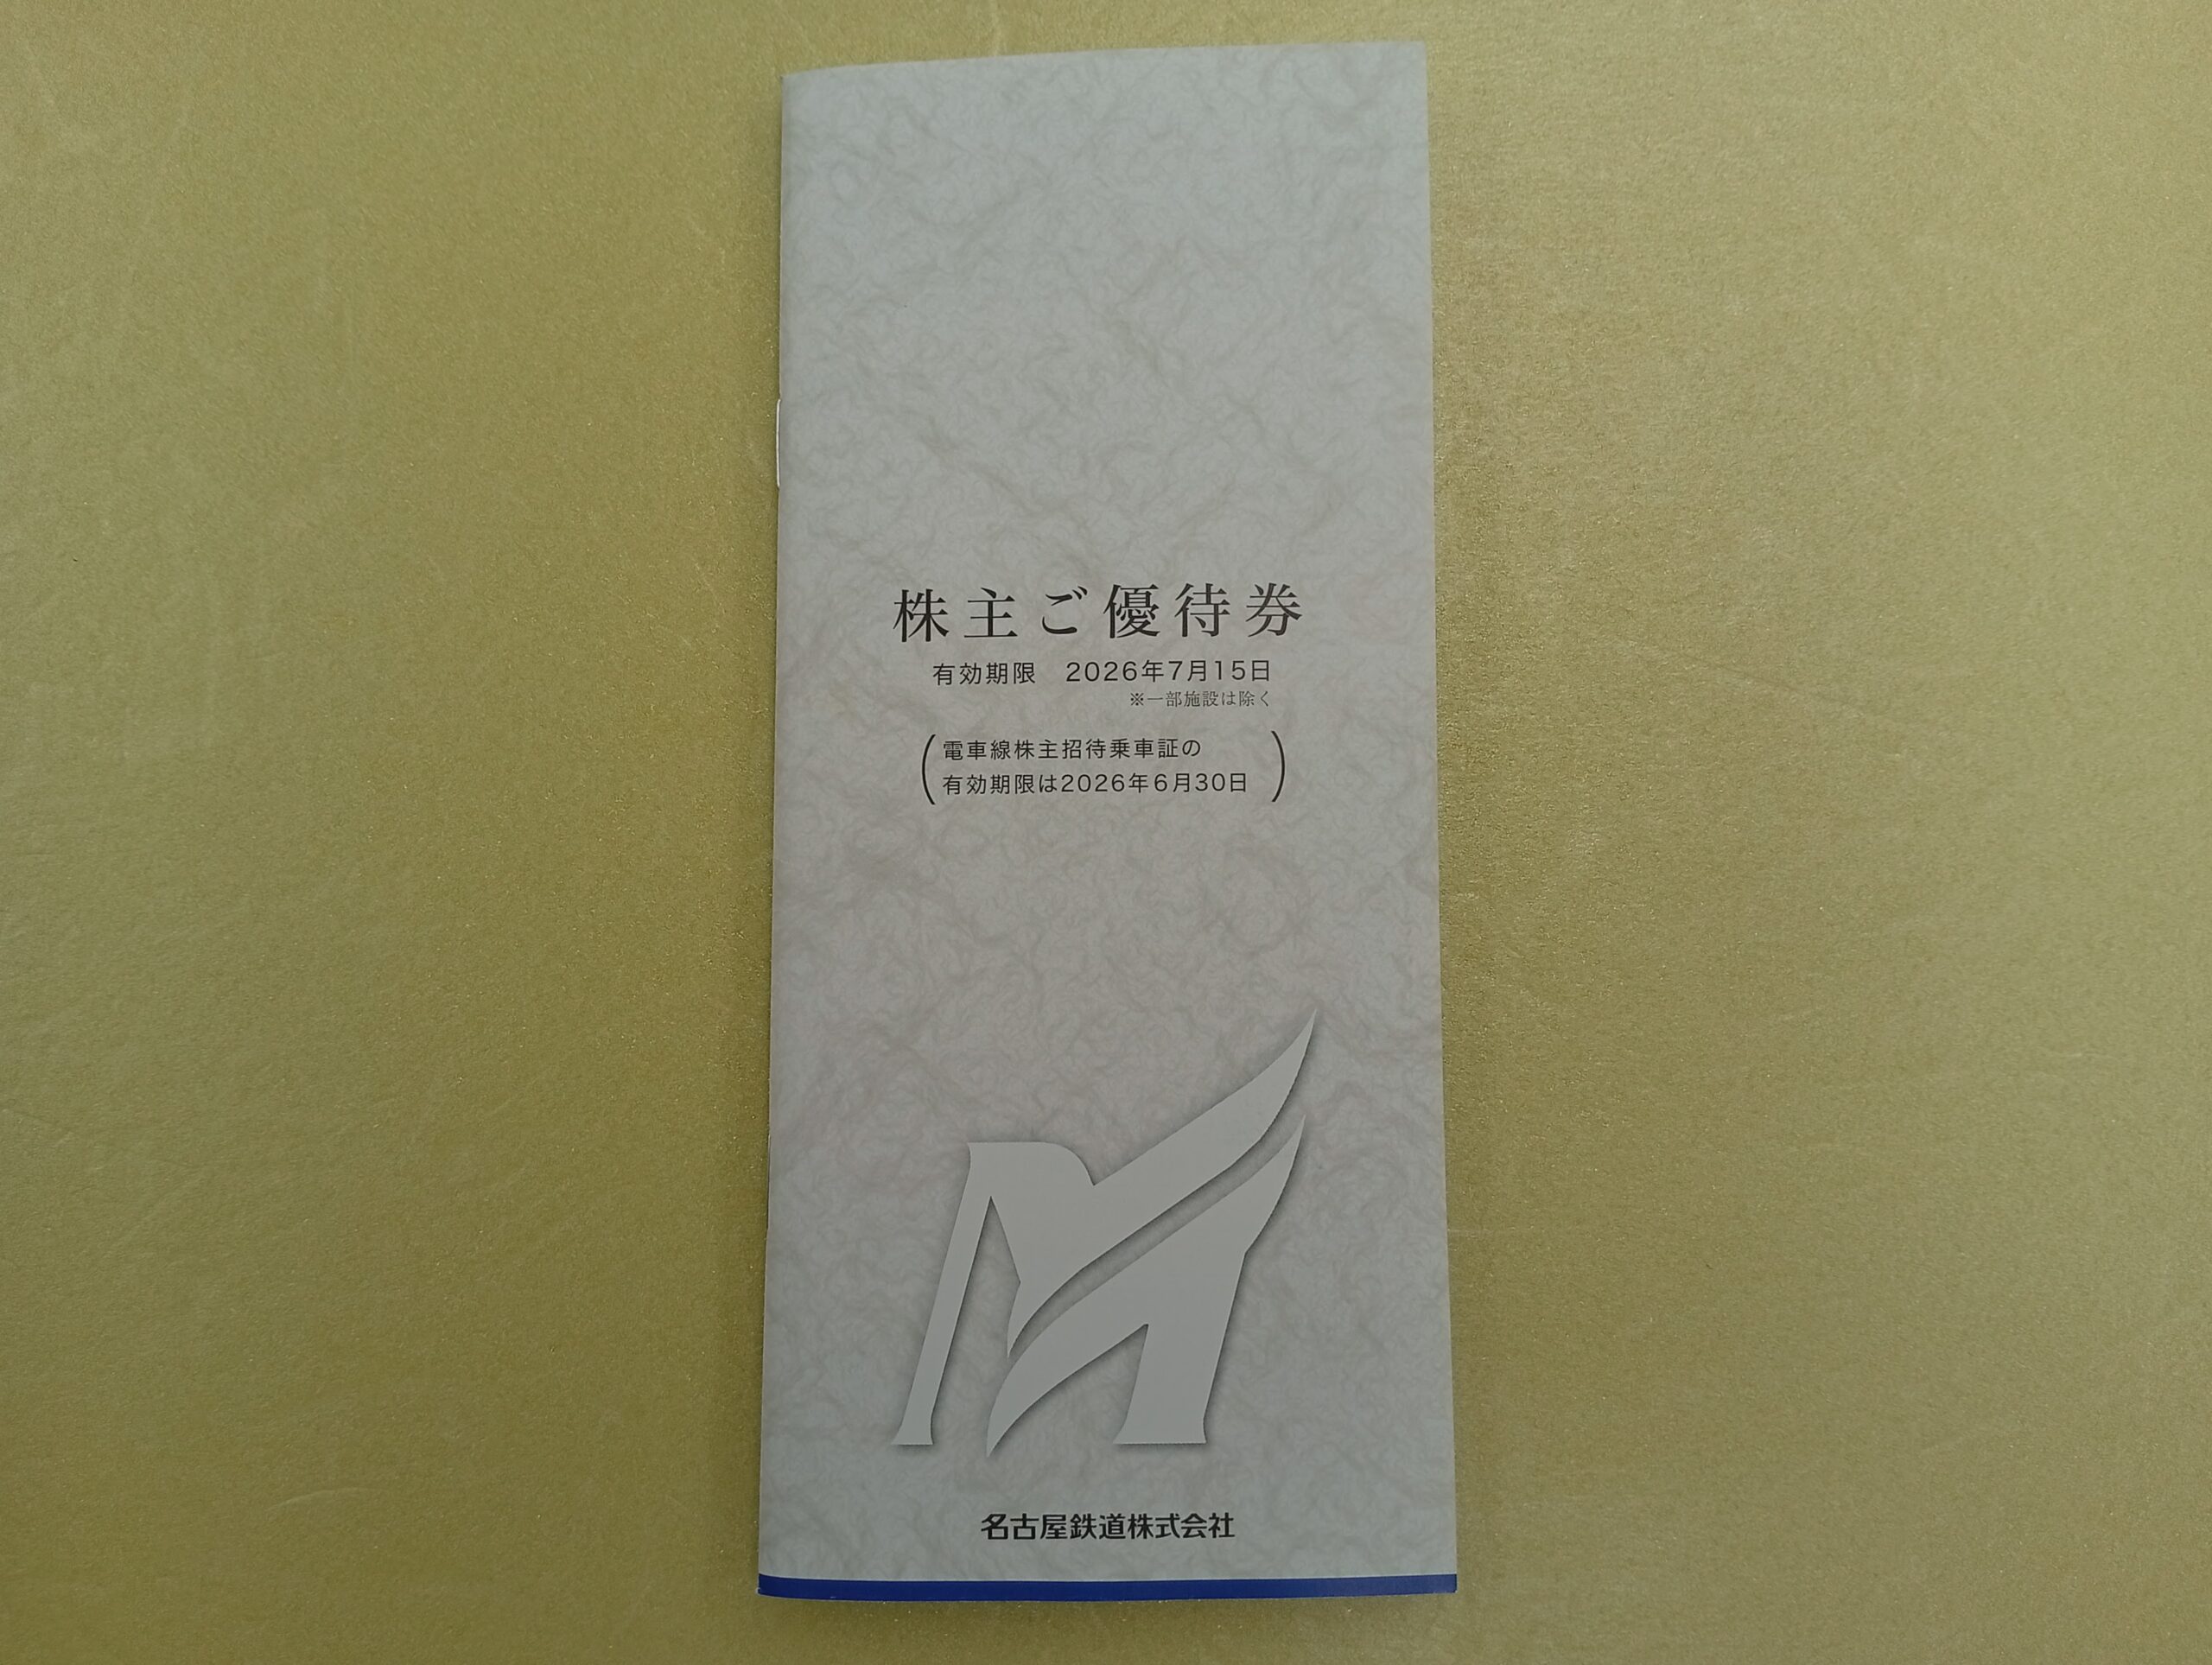 株主ご優待券
有効期限　2026年7月15日
※一部施設は除く
(電車線株主招待乗車証の
有効期限は2026年6月30日)
名古屋鉄道株式会社